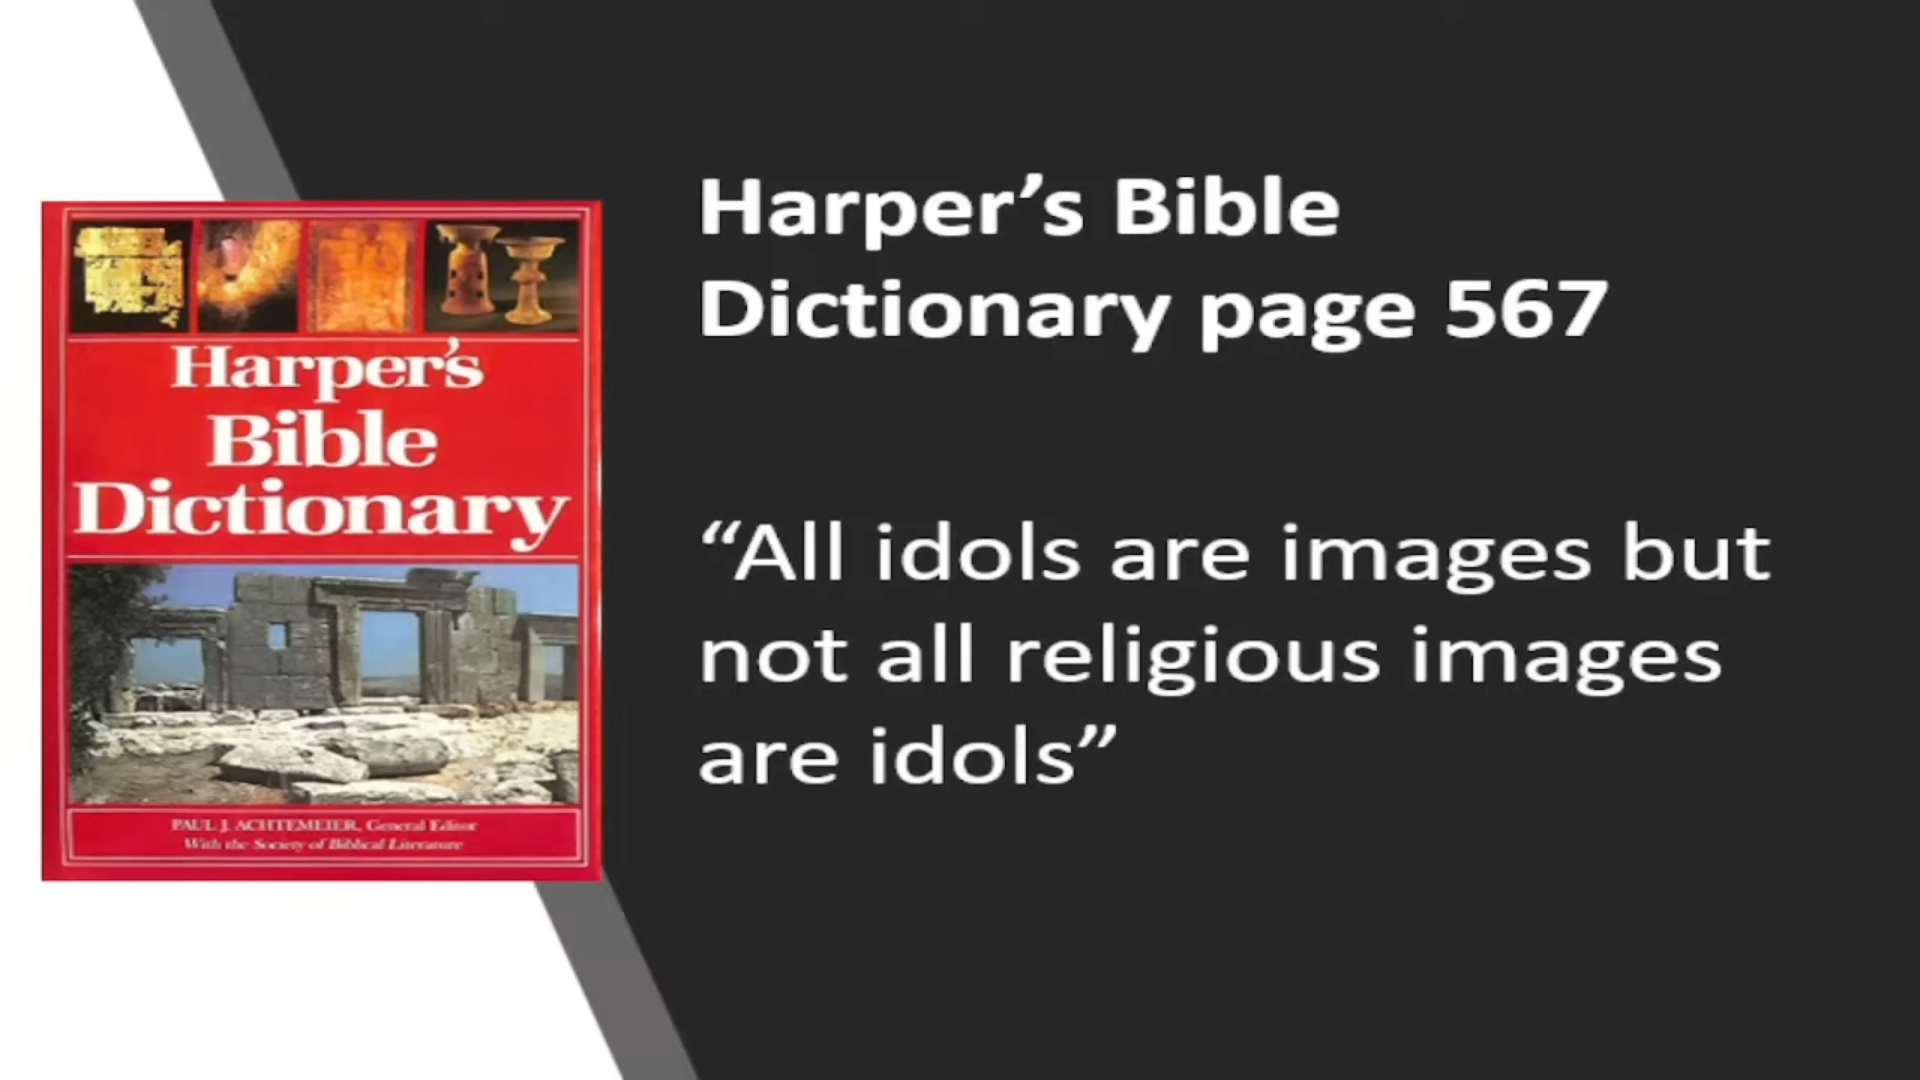 Harper's
Bible
Dictionary
PAUL J. ACHTEMEIER, General Editor
With the Society of Biblical Literature
Harper’s Bible
Dictionary page 567
“All idols are images but
not all religious images
are idols”